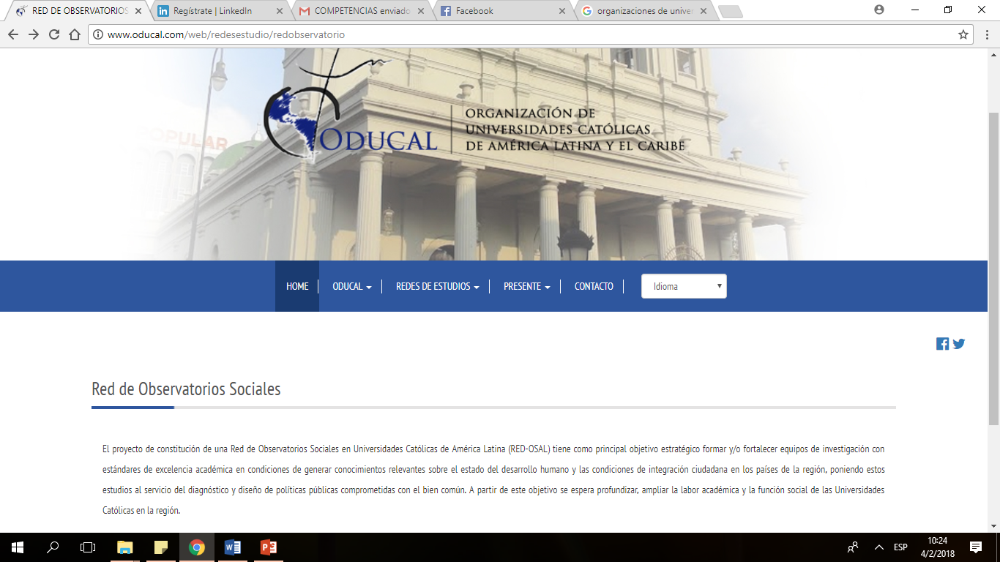 RED DE OBSERVATORIOS
Regístrate | LinkedIn
COMPETENCIAS enviado
Facebook
organizaciones de univer
www.oducal.com/web/redesestudio/redobservatorio
POPULAR
ODUCAL
ORGANIZACIÓN DE
UNIVERSIDADES CATÓLICAS
DE AMÉRICA LATINA Y EL CARIBE
HOME
ODUCAL
REDES DE ESTUDIOS
PRESENTE
CONTACTO
Idioma
Red de Observatorios Sociales
El proyecto de constitución de una Red de Observatorios Sociales en Universidades Católicas de América Latina (RED-OSAL) tiene como principal objetivo estratégico formar y/o fortalecer equipos de investigación con
estándares de excelencia académica en condiciones de generar conocimientos relevantes sobre el estado del desarrollo humano y las condiciones de integración ciudadana en los países de la región, poniendo estos
estudios al servicio del diagnóstico y diseño de políticas públicas comprometidas con el bien común. A partir de este objetivo se espera profundizar, ampliar la labor académica y la función social de las Universidades
Católicas en la región.
ESP
10:24
4/2/2018